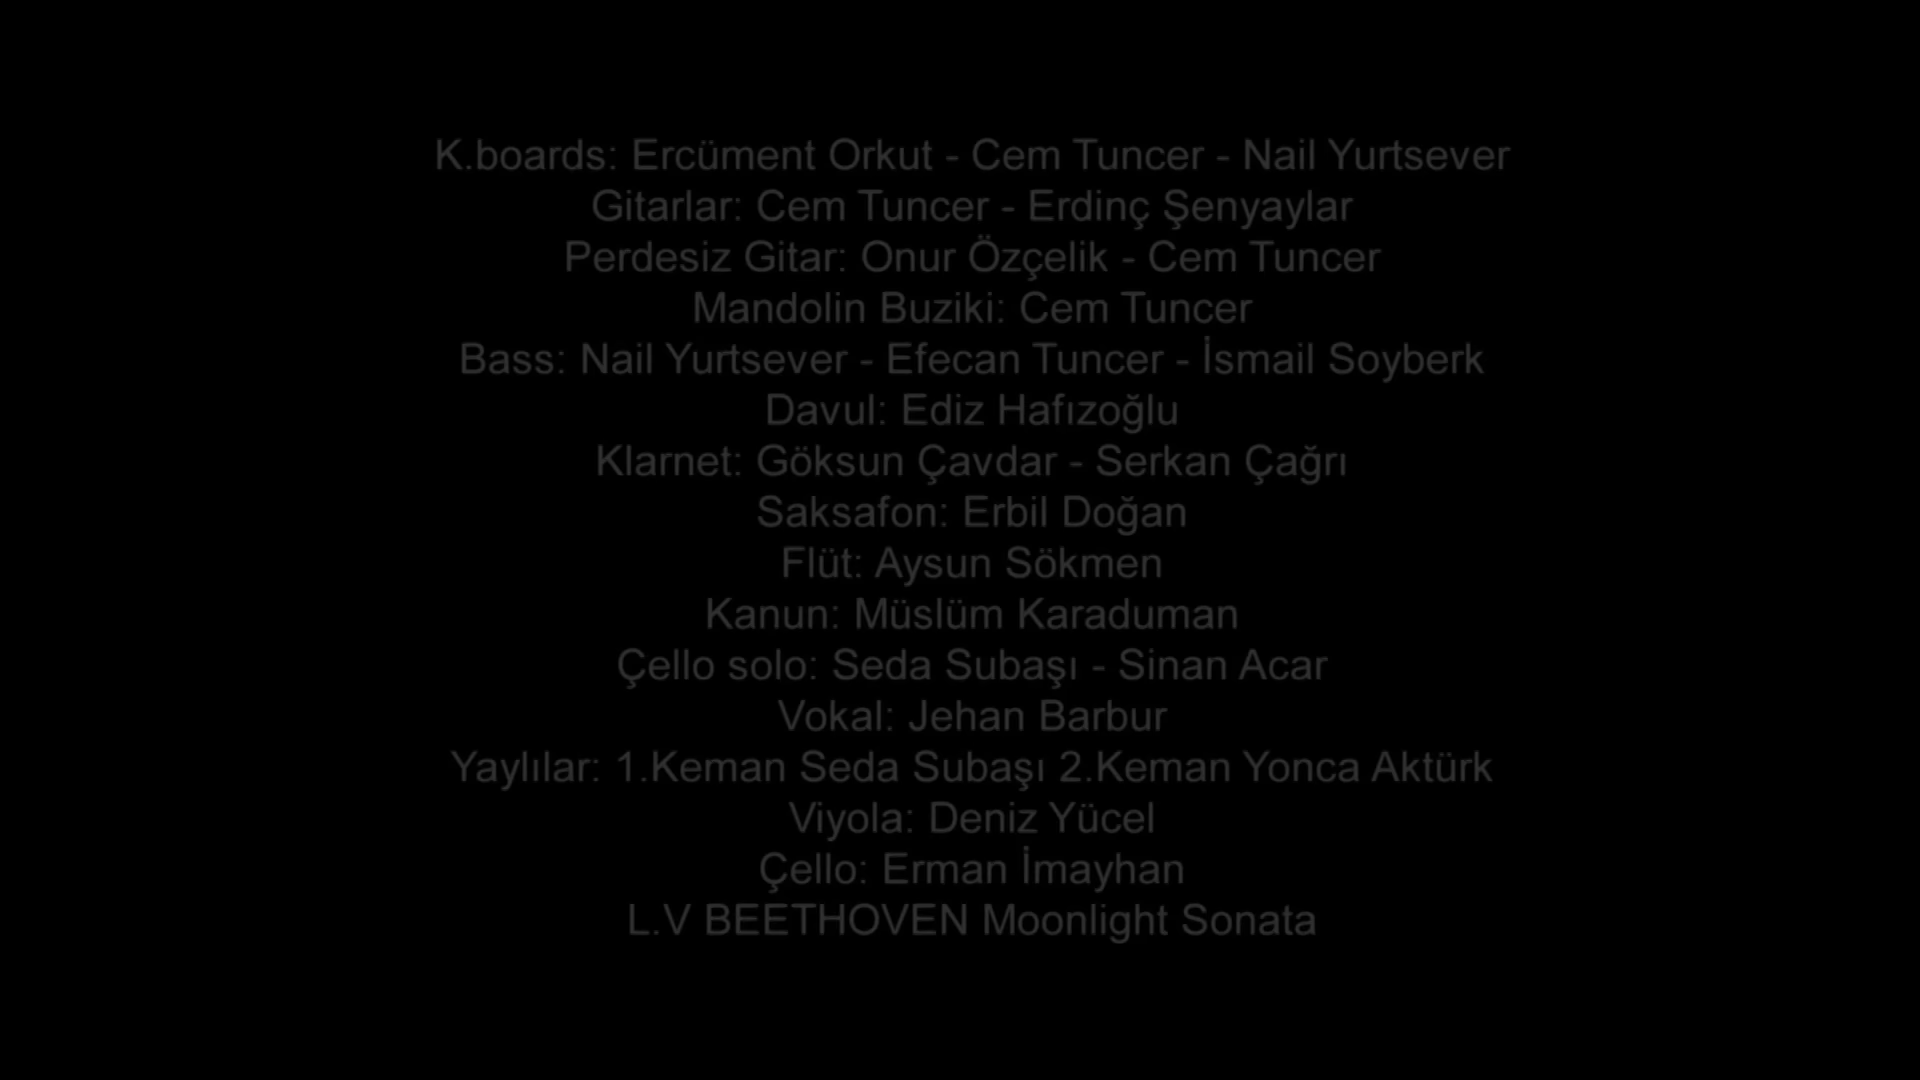 K.boards: Ercüment Orkut - Cem Tuncer - Nail Yurtsever
Gitarlar: Cem Tuncer - Erdinç Şenyaylar
Perdesiz Gitar: Onur Özçelik - Cem Tuncer
Mandolin Buziki: Cem Tuncer
Bass: Nail Yurtsever - Efecan Tuncer - İsmail Soyberk
Davul: Ediz Hafızoğlu
Klarnet: Göksun Çavdar - Serkan Çağrı
Saksafon: Erbil Doğan
Flüt: Aysun Sökmen
Kanun: Müslüm Karaduman
Çello solo: Seda Subaşı - Sinan Acar
Vokal: Jehan Barbur
Yaylılar: 1.Keman Seda Subaşı 2.Keman Yonca Aktürk
Viyola: Deniz Yücel
Çello: Erman İmayhan
L.V BEETHOVEN Moonlight Sonata